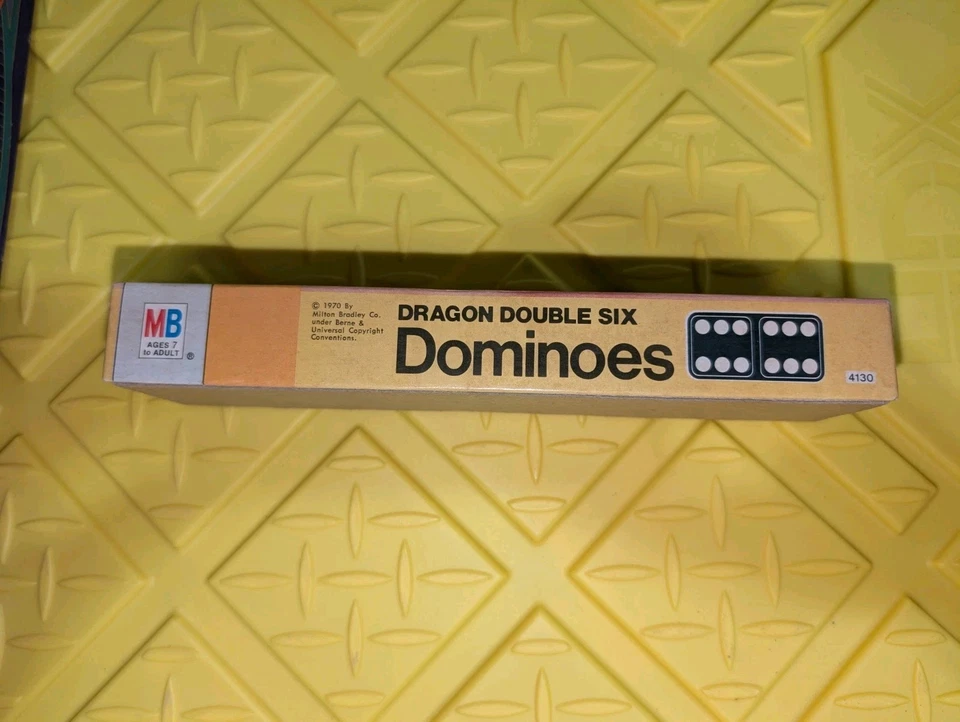 MB
AGES 7
to ADULT ®
© 1970 By
Milton Bradley Co.
under Berne &
Universal Copyright
Conventions.
DRAGON DOUBLE SIX
Dominoes
4130